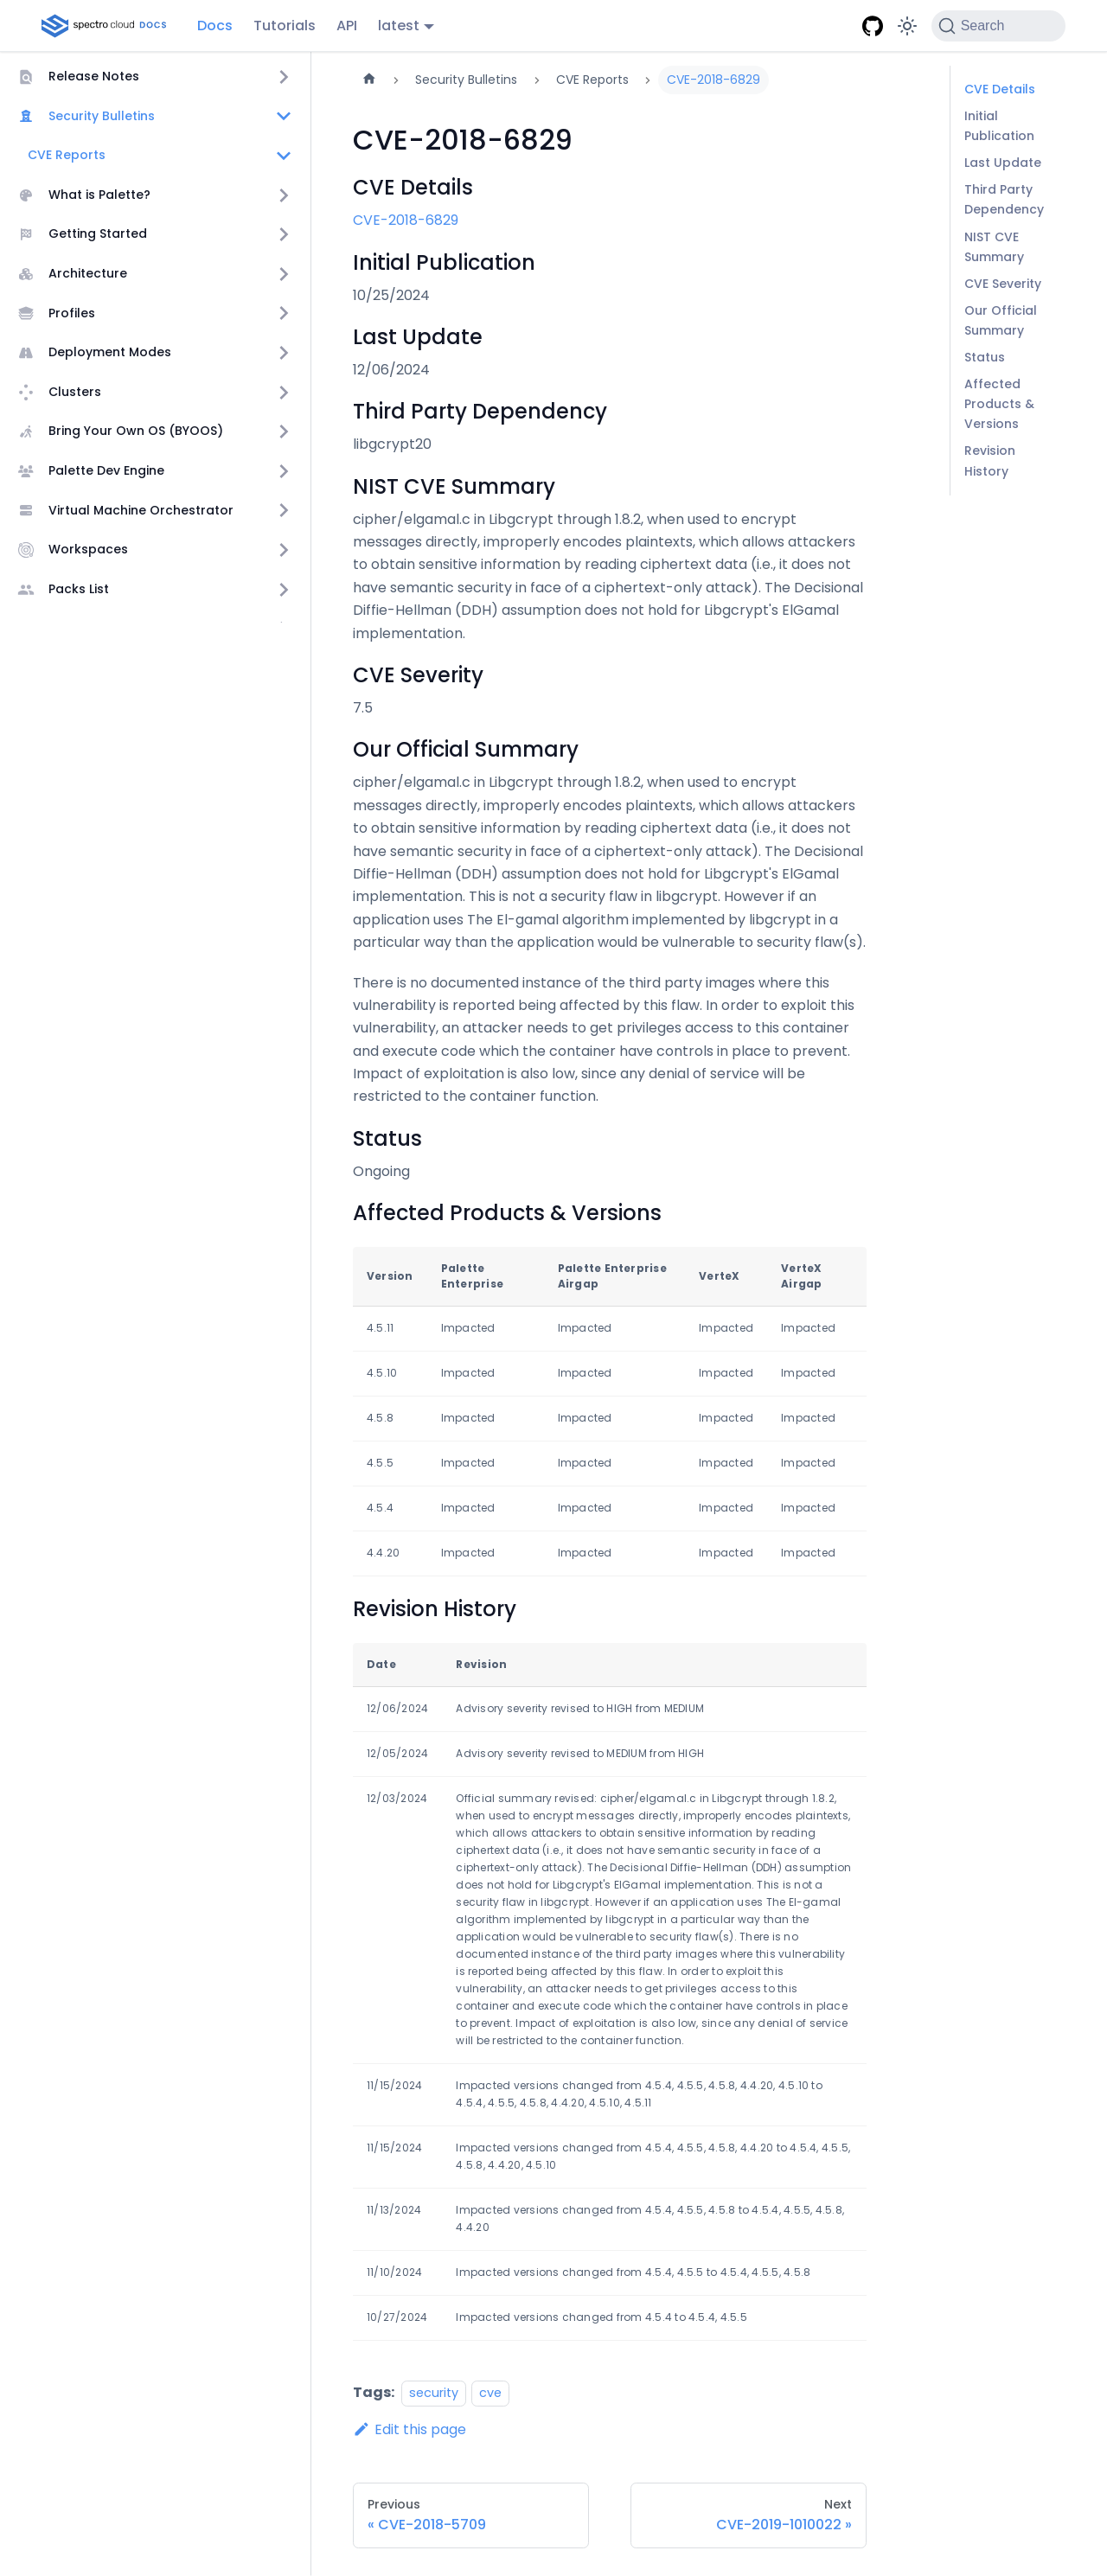 spectro cloud DOCS
Docs
Tutorials
API
latest
Search
Release Notes
Security Bulletins
CVE Reports
What is Palette?
Getting Started
Architecture
Profiles
Deployment Modes
Clusters
Bring Your Own OS (BYOOS)
Palette Dev Engine
Virtual Machine Orchestrator
Workspaces
Packs List
Security Bulletins
CVE Reports
CVE-2018-6829
CVE-2018-6829
CVE Details
CVE-2018-6829
Initial Publication
10/25/2024
Last Update
12/06/2024
Third Party Dependency
libgcrypt20
NIST CVE Summary
cipher/elgamal.c in Libgcrypt through 1.8.2, when used to encrypt
messages directly, improperly encodes plaintexts, which allows attackers
to obtain sensitive information by reading ciphertext data (i.e., it does not
have semantic security in face of a ciphertext-only attack). The Decisional
Diffie-Hellman (DDH) assumption does not hold for Libgcrypt's ElGamal
implementation.
CVE Severity
7.5
Our Official Summary
cipher/elgamal.c in Libgcrypt through 1.8.2, when used to encrypt
messages directly, improperly encodes plaintexts, which allows attackers
to obtain sensitive information by reading ciphertext data (i.e., it does not
have semantic security in face of a ciphertext-only attack). The Decisional
Diffie-Hellman (DDH) assumption does not hold for Libgcrypt's ElGamal
implementation. This is not a security flaw in libgcrypt. However if an
application uses The El-gamal algorithm implemented by libgcrypt in a
particular way than the application would be vulnerable to security flaw(s).
There is no documented instance of the third party images where this
vulnerability is reported being affected by this flaw. In order to exploit this
vulnerability, an attacker needs to get privileges access to this container
and execute code which the container have controls in place to prevent.
Impact of exploitation is also low, since any denial of service will be
restricted to the container function.
Status
Ongoing
Affected Products & Versions
Version Palette Enterprise Palette Enterprise Airgap VerteX VerteX Airgap
4.5.11 Impacted Impacted Impacted Impacted
4.5.10 Impacted Impacted Impacted Impacted
4.5.8 Impacted Impacted Impacted Impacted
4.5.5 Impacted Impacted Impacted Impacted
4.5.4 Impacted Impacted Impacted Impacted
4.4.20 Impacted Impacted Impacted Impacted
Revision History
Date Revision
12/06/2024 Advisory severity revised to HIGH from MEDIUM
12/05/2024 Advisory severity revised to MEDIUM from HIGH
12/03/2024 Official summary revised: cipher/elgamal.c in Libgcrypt through 1.8.2,
when used to encrypt messages directly, improperly encodes plaintexts,
which allows attackers to obtain sensitive information by reading
ciphertext data (i.e., it does not have semantic security in face of a
ciphertext-only attack). The Decisional Diffie-Hellman (DDH) assumption
does not hold for Libgcrypt's ElGamal implementation. This is not a
security flaw in libgcrypt. However if an application uses The El-gamal
algorithm implemented by libgcrypt in a particular way than the
application would be vulnerable to security flaw(s). There is no
documented instance of the third party images where this vulnerability
is reported being affected by this flaw. In order to exploit this
vulnerability, an attacker needs to get privileges access to this
container and execute code which the container have controls in place
to prevent. Impact of exploitation is also low, since any denial of service
will be restricted to the container function.
11/15/2024 Impacted versions changed from 4.5.4, 4.5.5, 4.5.8, 4.4.20, 4.5.10 to
4.5.4, 4.5.5, 4.5.8, 4.4.20, 4.5.10, 4.5.11
11/15/2024 Impacted versions changed from 4.5.4, 4.5.5, 4.5.8, 4.4.20 to 4.5.4, 4.5.5,
4.5.8, 4.4.20, 4.5.10
11/13/2024 Impacted versions changed from 4.5.4, 4.5.5, 4.5.8 to 4.5.4, 4.5.5, 4.5.8,
4.4.20
11/10/2024 Impacted versions changed from 4.5.4, 4.5.5 to 4.5.4, 4.5.5, 4.5.8
10/27/2024 Impacted versions changed from 4.5.4 to 4.5.4, 4.5.5
Tags: security cve
Edit this page
Previous
« CVE-2018-5709
Next
CVE-2019-1010022 »
CVE Details
Initial
Publication
Last Update
Third Party
Dependency
NIST CVE
Summary
CVE Severity
Our Official
Summary
Status
Affected
Products &
Versions
Revision
History